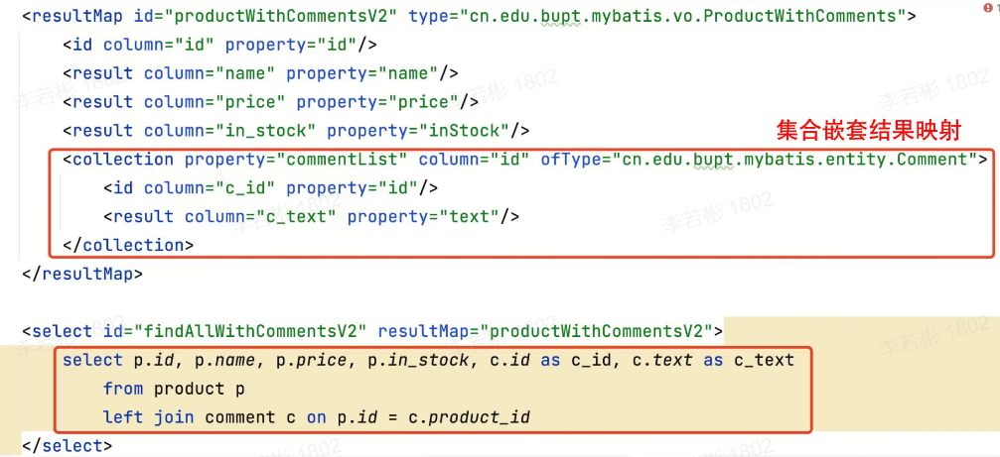 <resultMap id="productWithCommentsV2" type="cn.edu.bupt.mybatis.vo.ProductWithComments">
<id column="id" property="id"/>
<result column="name" property="name"/>
<result column="price" property="price"/>
<result column="in_stock" property="inStock"/>
集合嵌套结果映射
<collection property="commentList" column="id" ofType="cn.edu.bupt.mybatis.entity.Comment">
<id column="c_id" property="id"/>
<result column="c_text" property="text"/>
</collection>
</resultMap>
<select id="findAllWithCommentsV2" resultMap="productWithCommentsV2">
select p.id, p.name, p.price, p.in_stock, c.id as c_id, c.text as c_text
from product p
left join comment c on p.id = c.product_id
</select>
李若彬 1802